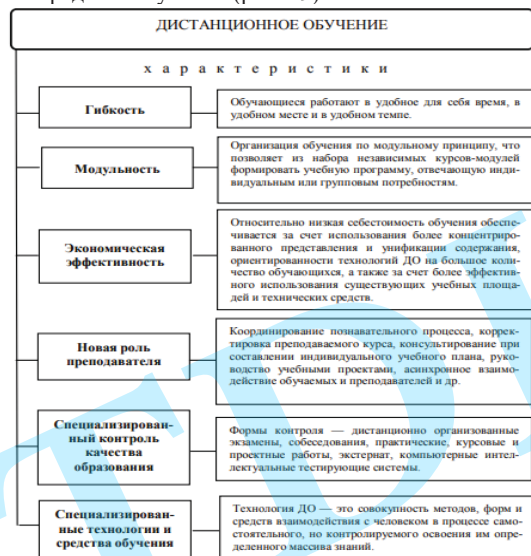 ДИСТАНЦИОННОЕ ОБУЧЕНИЕ
х а р а к т е р и с т и к и
Гибкость
Обучающиеся работают в удобное для себя время, в
удобном месте и в удобном темпе.
Модульность
Организация обучения по модульному принципу, что
позволяет из набора независимых курсов-модулей
формировать учебную программу, отвечающую инди-
видуальным или групповым потребностям.
Экономическая
эффективность
Относительно низкая себестоимость обучения обеспе-
чивается за счет использования более концентриро-
ванного представления и унификации содержания,
ориентированности технологий ДО на большое коли-
чество обучающихся, а также за счет более эффектив-
ного использования существующих учебных площа-
дей и технических средств.
Новая роль
преподавателя
Координирование познавательного процесса, коррек-
тировка преподаваемого курса, консультирование при
составлении индивидуального учебного плана, руко-
водство учебными проектами, асинхронное взаимо-
действие обучаемых и преподавателей и др.
Специализирован-
ный контроль
качества
образования
Формы контроля — дистанционно организованные
экзамены, собеседования, практические, курсовые и
проектные работы, экстернат, компьютерные интел-
лектуальные тестирующие системы.
Специализирован-
ные технологии и
средства обучения
Технология ДО — это совокупность методов, форм и
средств взаимодействия с человеком в процессе само-
стоятельного, но контролируемого освоения им опре-
деленного массива знаний.